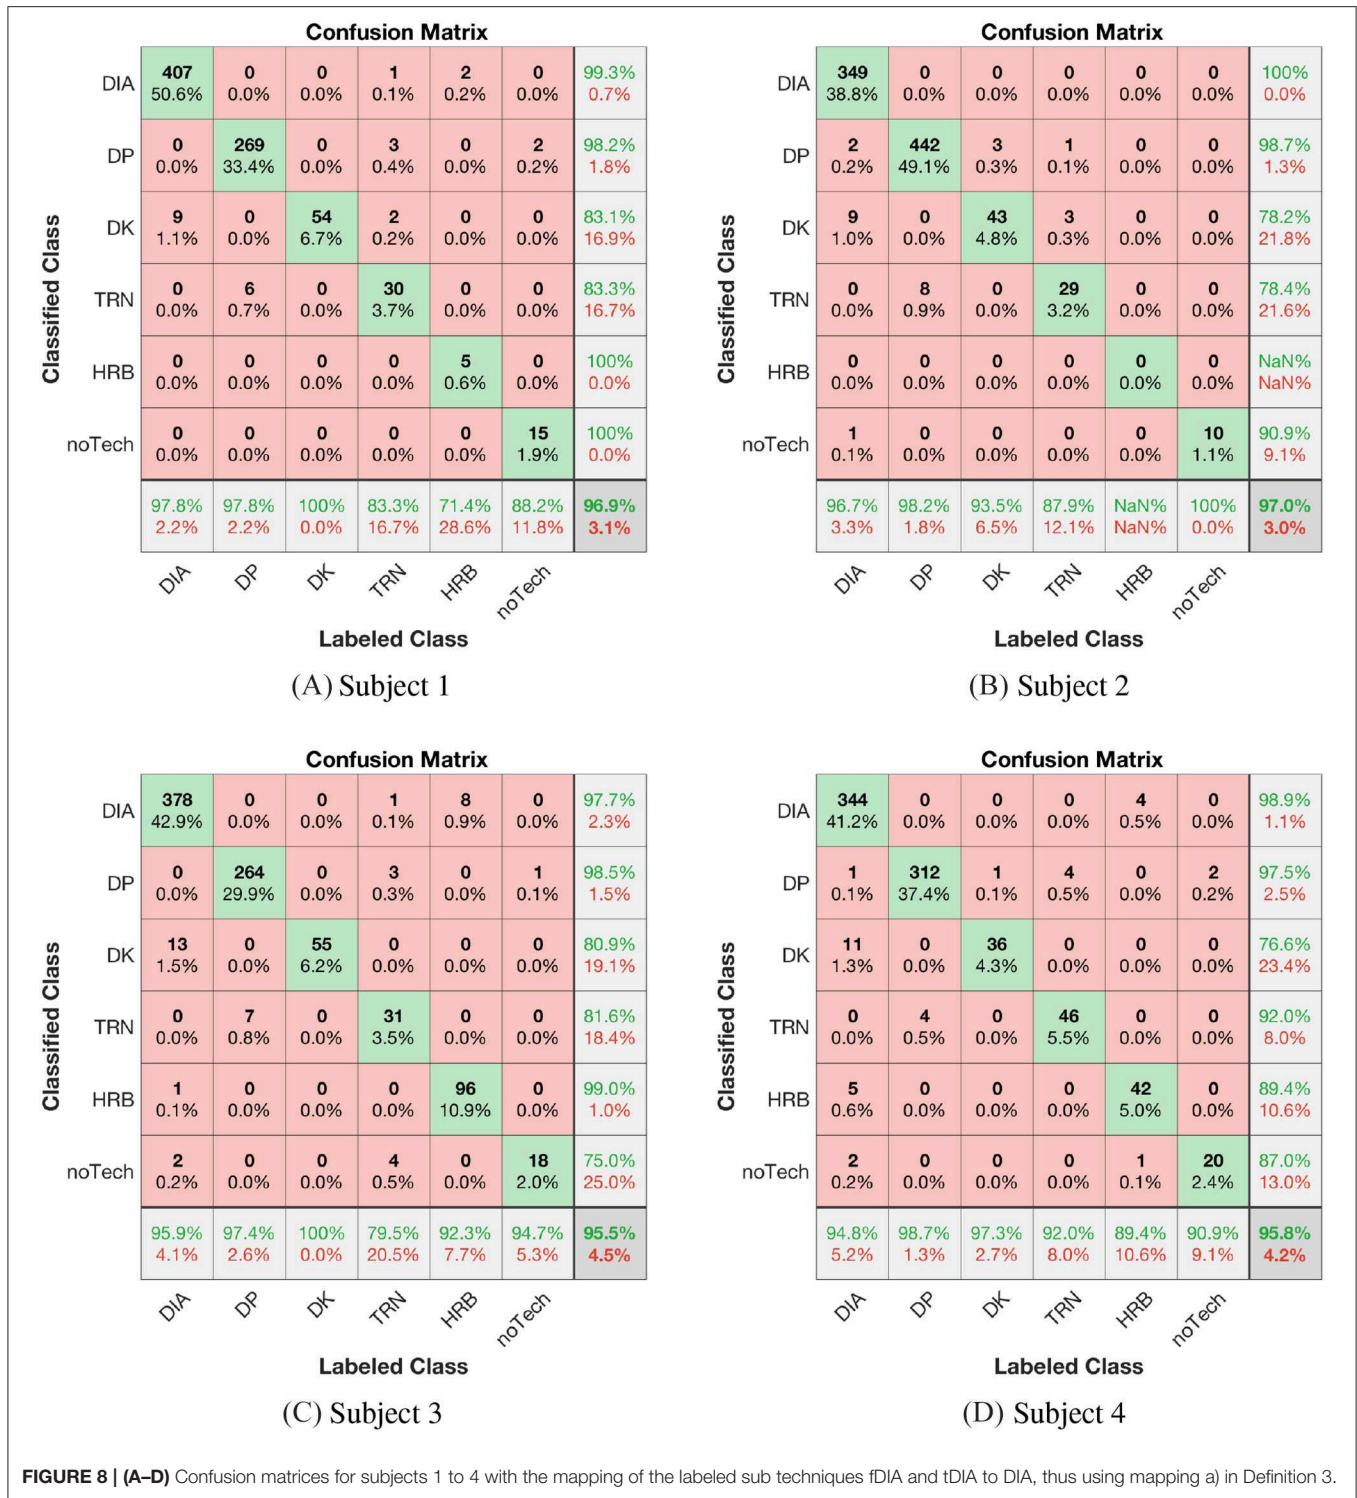 Confusion Matrix
DIA 407 0 0 1 2 0 99.3%
50.6% 0.0% 0.0% 0.1% 0.2% 0.0% 0.7%
DP 0 269 0 3 0 2 98.2%
0.0% 33.4% 0.0% 0.4% 0.0% 0.2% 1.8%
DK 9 0 54 2 0 0 83.1%
1.1% 0.0% 6.7% 0.2% 0.0% 0.0% 16.9%
TRN 0 6 0 30 0 0 83.3%
0.0% 0.7% 0.0% 3.7% 0.0% 0.0% 16.7%
HRB 0 0 0 0 5 0 100%
0.0% 0.0% 0.0% 0.0% 0.6% 0.0% 0.0%
noTech 0 0 0 0 0 15 100%
0.0% 0.0% 0.0% 0.0% 0.0% 1.9% 0.0%
97.8% 97.8% 100% 83.3% 71.4% 88.2% 96.9%
2.2% 2.2% 0.0% 16.7% 28.6% 11.8% 3.1%
Classified Class
DIA DP DK TRN HRB noTech
Labeled Class
(A) Subject 1
Confusion Matrix
DIA 349 0 0 0 0 0 100%
38.8% 0.0% 0.0% 0.0% 0.0% 0.0% 0.0%
DP 2 442 3 1 0 0 98.7%
0.2% 49.1% 0.3% 0.1% 0.0% 0.0% 1.3%
DK 9 0 43 3 0 0 78.2%
1.0% 0.0% 4.8% 0.3% 0.0% 0.0% 21.8%
TRN 0 8 0 29 0 0 78.4%
0.0% 0.9% 0.0% 3.2% 0.0% 0.0% 21.6%
HRB 0 0 0 0 0 0 NaN%
0.0% 0.0% 0.0% 0.0% 0.0% 0.0% NaN%
noTech 1 0 0 0 0 10 90.9%
0.1% 0.0% 0.0% 0.0% 0.0% 1.1% 9.1%
96.7% 98.2% 93.5% 87.9% NaN% 100% 97.0%
3.3% 1.8% 6.5% 12.1% NaN% 0.0% 3.0%
Classified Class
DIA DP DK TRN HRB noTech
Labeled Class
(B) Subject 2
Confusion Matrix
DIA 378 0 0 1 8 0 97.7%
42.9% 0.0% 0.0% 0.1% 0.9% 0.0% 2.3%
DP 0 264 0 3 0 1 98.5%
0.0% 29.9% 0.0% 0.3% 0.0% 0.1% 1.5%
DK 13 0 55 0 0 0 80.9%
1.5% 0.0% 6.2% 0.0% 0.0% 0.0% 19.1%
TRN 0 7 0 31 0 0 81.6%
0.0% 0.8% 0.0% 3.5% 0.0% 0.0% 18.4%
HRB 1 0 0 0 96 0 99.0%
0.1% 0.0% 0.0% 0.0% 10.9% 0.0% 1.0%
noTech 2 0 0 4 0 18 75.0%
0.2% 0.0% 0.0% 0.5% 0.0% 2.0% 25.0%
95.9% 97.4% 100% 79.5% 92.3% 94.7% 95.5%
4.1% 2.6% 0.0% 20.5% 7.7% 5.3% 4.5%
Classified Class
DIA DP DK TRN HRB noTech
Labeled Class
(C) Subject 3
Confusion Matrix
DIA 344 0 0 0 4 0 98.9%
41.2% 0.0% 0.0% 0.0% 0.5% 0.0% 1.1%
DP 1 312 1 4 0 2 97.5%
0.1% 37.4% 0.1% 0.5% 0.0% 0.2% 2.5%
DK 11 0 36 0 0 0 76.6%
1.3% 0.0% 4.3% 0.0% 0.0% 0.0% 23.4%
TRN 0 4 0 46 0 0 92.0%
0.0% 0.5% 0.0% 5.5% 0.0% 0.0% 8.0%
HRB 5 0 0 0 42 0 89.4%
0.6% 0.0% 0.0% 0.0% 5.0% 0.0% 10.6%
noTech 2 0 0 0 1 20 87.0%
0.2% 0.0% 0.0% 0.0% 0.1% 2.4% 13.0%
94.8% 98.7% 97.3% 92.0% 89.4% 90.9% 95.8%
5.2% 1.3% 2.7% 8.0% 10.6% 9.1% 4.2%
Classified Class
DIA DP DK TRN HRB noTech
Labeled Class
(D) Subject 4
FIGURE 8 | (A–D) Confusion matrices for subjects 1 to 4 with the mapping of the labeled sub techniques fDIA and tDIA to DIA, thus using mapping a) in Definition 3.